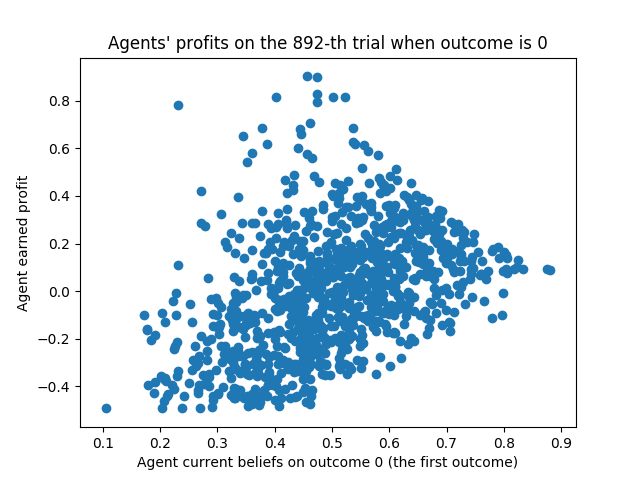 Agents' profits on the 892-th trial when outcome is 0
Agent earned profit
0.8
0.6
0.4
0.2
0.0
−0.2
−0.4
0.1 0.2 0.3 0.4 0.5 0.6 0.7 0.8 0.9
Agent current beliefs on outcome 0 (the first outcome)